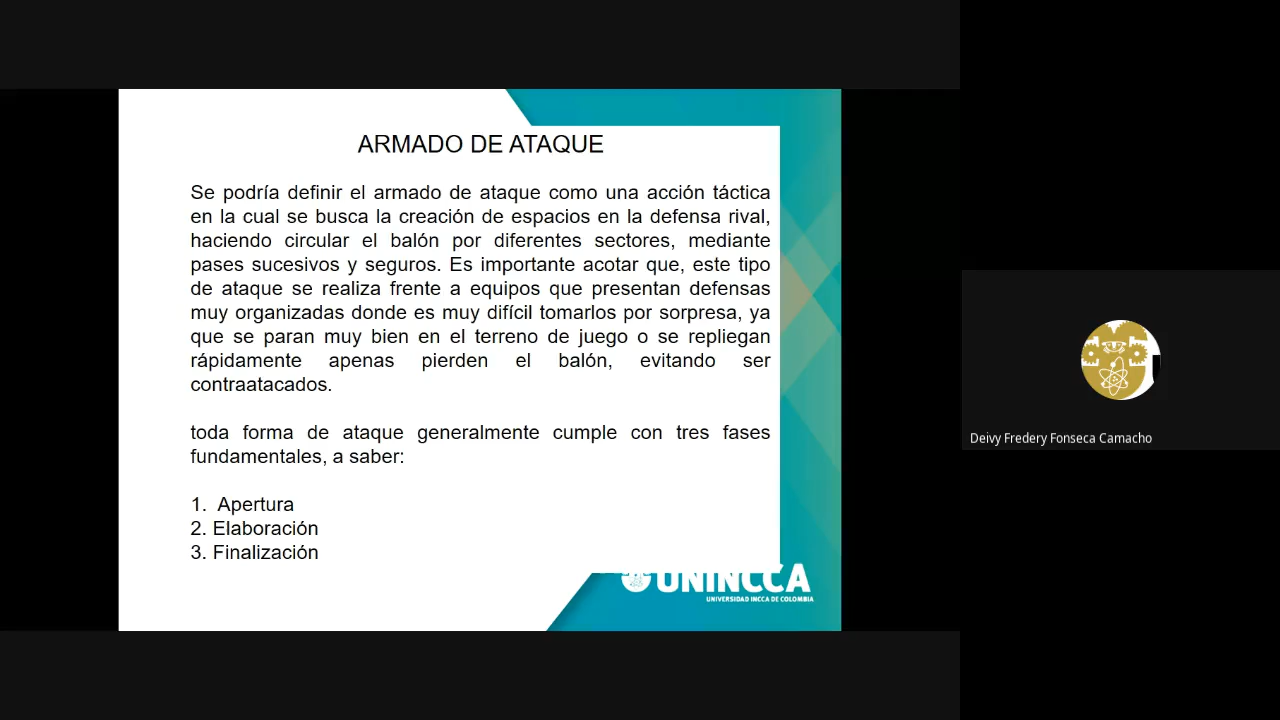 ARMADO DE ATAQUE
Se podría definir el armado de ataque como una acción táctica
en la cual se busca la creación de espacios en la defensa rival,
haciendo circular el balón por diferentes sectores, mediante
pases sucesivos y seguros. Es importante acotar que, este tipo
de ataque se realiza frente a equipos que presentan defensas
muy organizadas donde es muy difícil tomarlos por sorpresa, ya
que se paran muy bien en el terreno de juego o se repliegan
rápidamente apenas pierden el balón, evitando ser
contraatacados.
toda forma de ataque generalmente cumple con tres fases
fundamentales, a saber:
1. Apertura
2. Elaboración
3. Finalización
UNINCCA
UNIVERSIDAD INCCA DE COLOMBIA
Deivy Fredery Fonseca Camacho